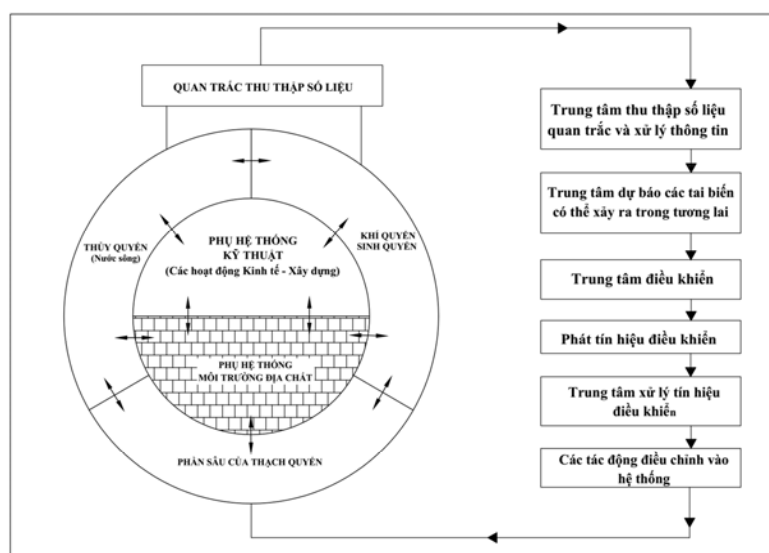 QUAN TRẮC THU THẬP SỐ LIỆU
THỦY QUYỂN
(Nước sông)
PHỤ HỆ THỐNG
KỸ THUẬT
(Các hoạt động Kinh tế - Xây dựng)
KHÍ QUYỂN
SINH QUYỂN
PHỤ HỆ THỐNG
MÔI TRƯỜNG ĐỊA CHẤT
PHẦN SÂU CỦA THẠCH QUYỂN
Trung tâm thu thập số liệu
quan trắc và xử lý thông tin
Trung tâm dự báo các tai biến
có thể xảy ra trong tương lai
Trung tâm điều khiển
Phát tín hiệu điều khiển
Trung tâm xử lý tín hiệu
điều khiển
Các tác động điều chỉnh vào
hệ thống